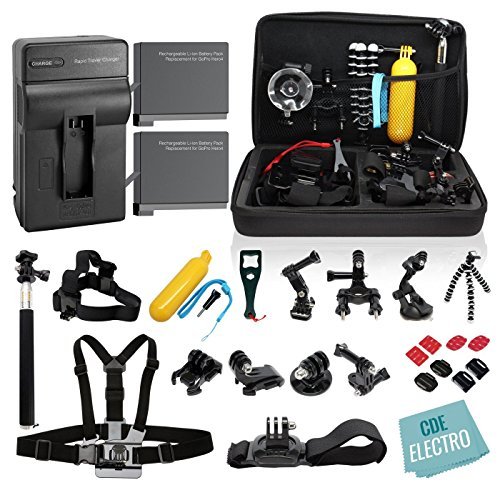 CHARGE
Rapid Travel Charger
Rechargeable Li-ion Battery Pack
Replacement for GoPro Hero4
Rechargeable Li-ion Battery Pack
Replacement for GoPro Hero4
CDE
ELECTRO